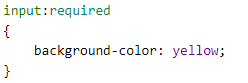 input:required
{
    background-color: yellow;
}